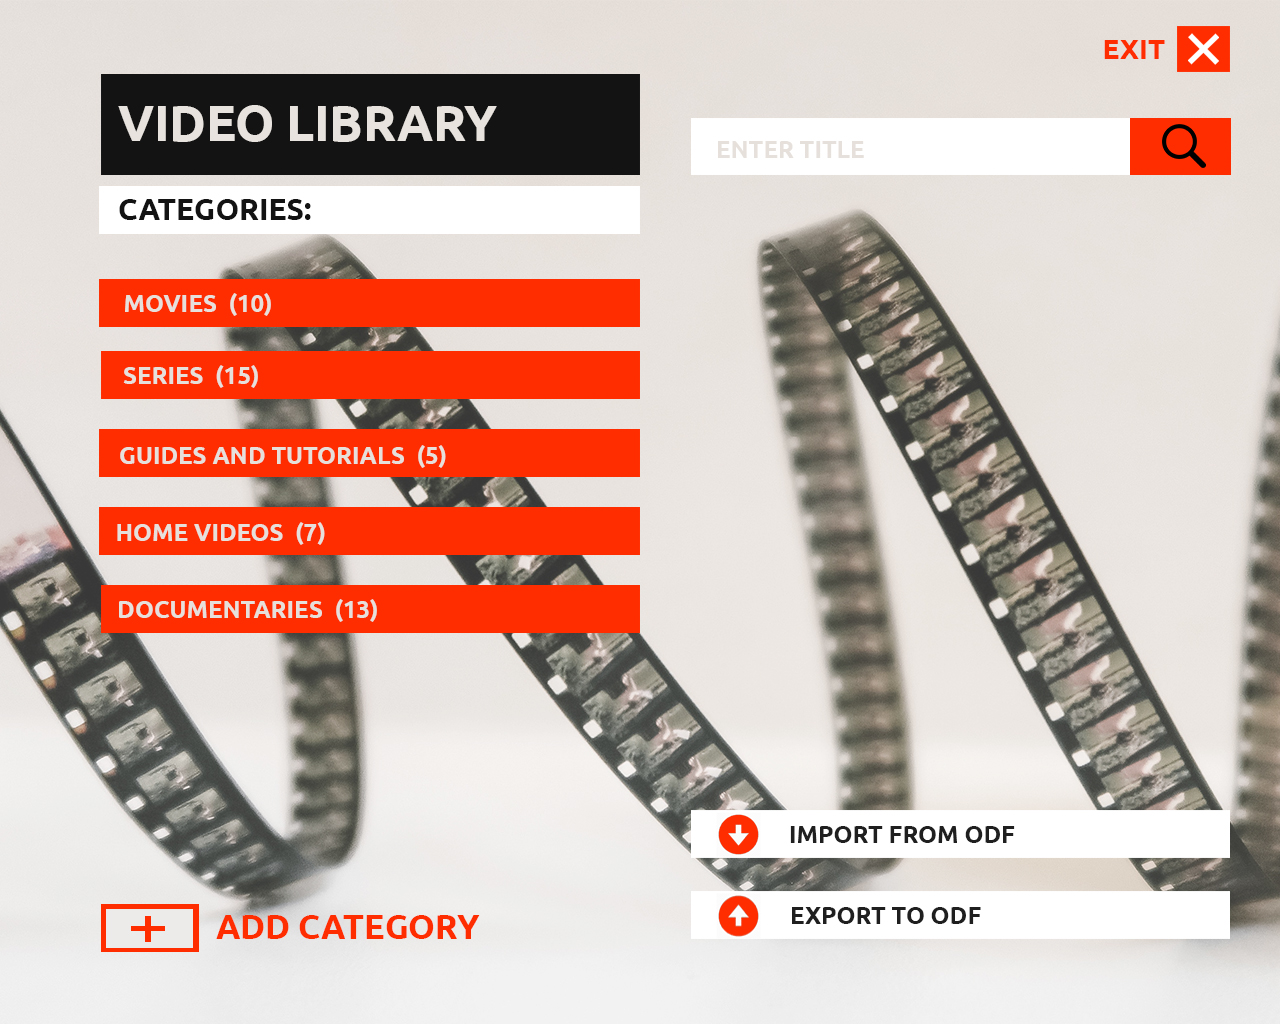 EXIT
VIDEO LIBRARY
ENTER TITLE
CATEGORIES:
MOVIES (10)
SERIES (15)
GUIDES AND TUTORIALS (5)
HOME VIDEOS (7)
DOCUMENTARIES (13)
IMPORT FROM ODF
EXPORT TO ODF
ADD CATEGORY